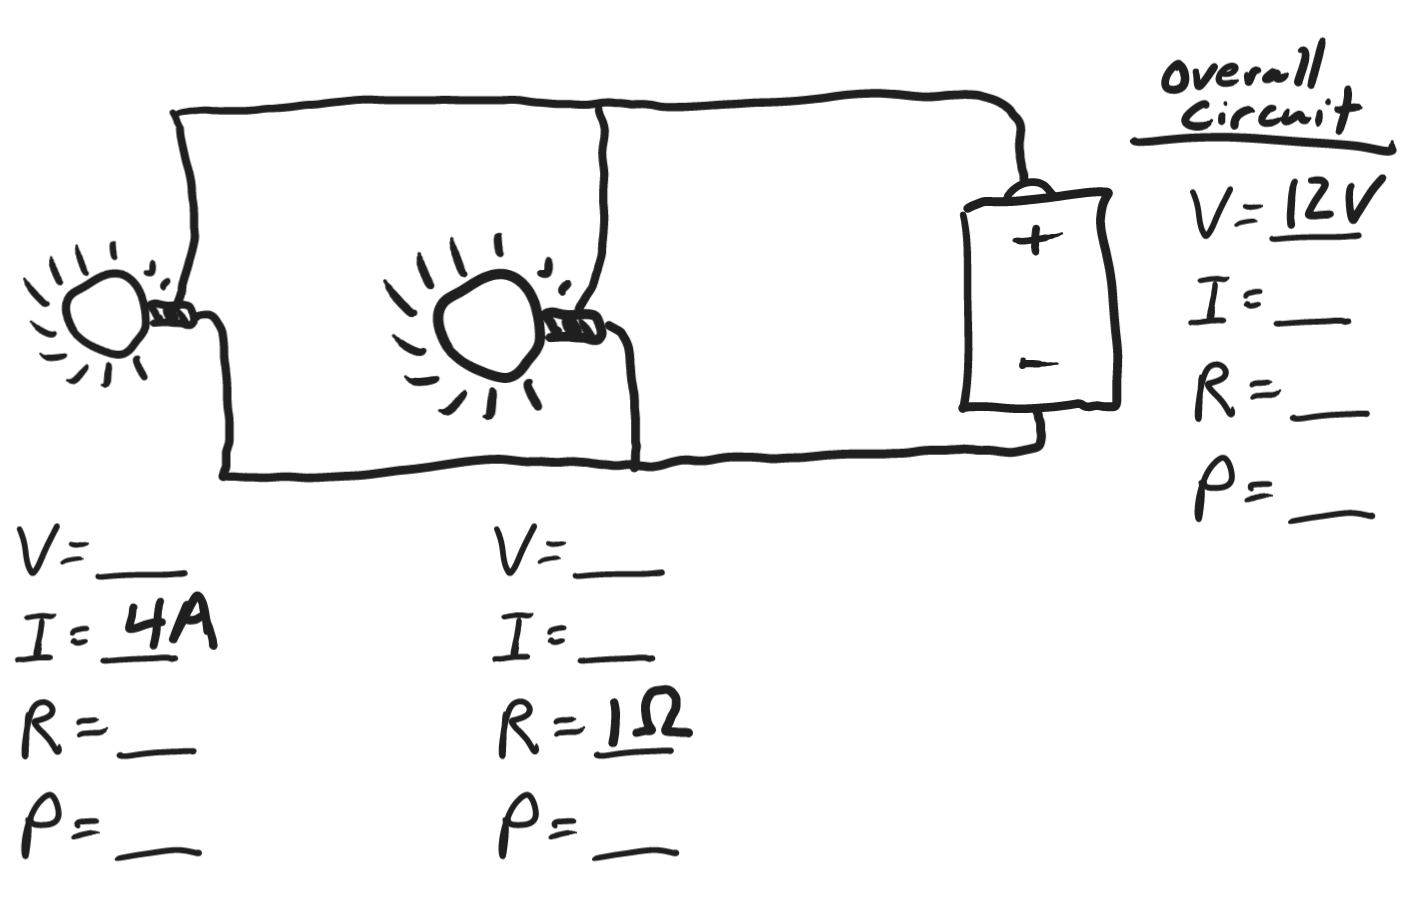 Overall
Circuit
V= 12V
I= __
R= __
P= __
+
-
V= __
I= 4A
R= __
P= __
V= __
I= __
R= 1Ω
P= __